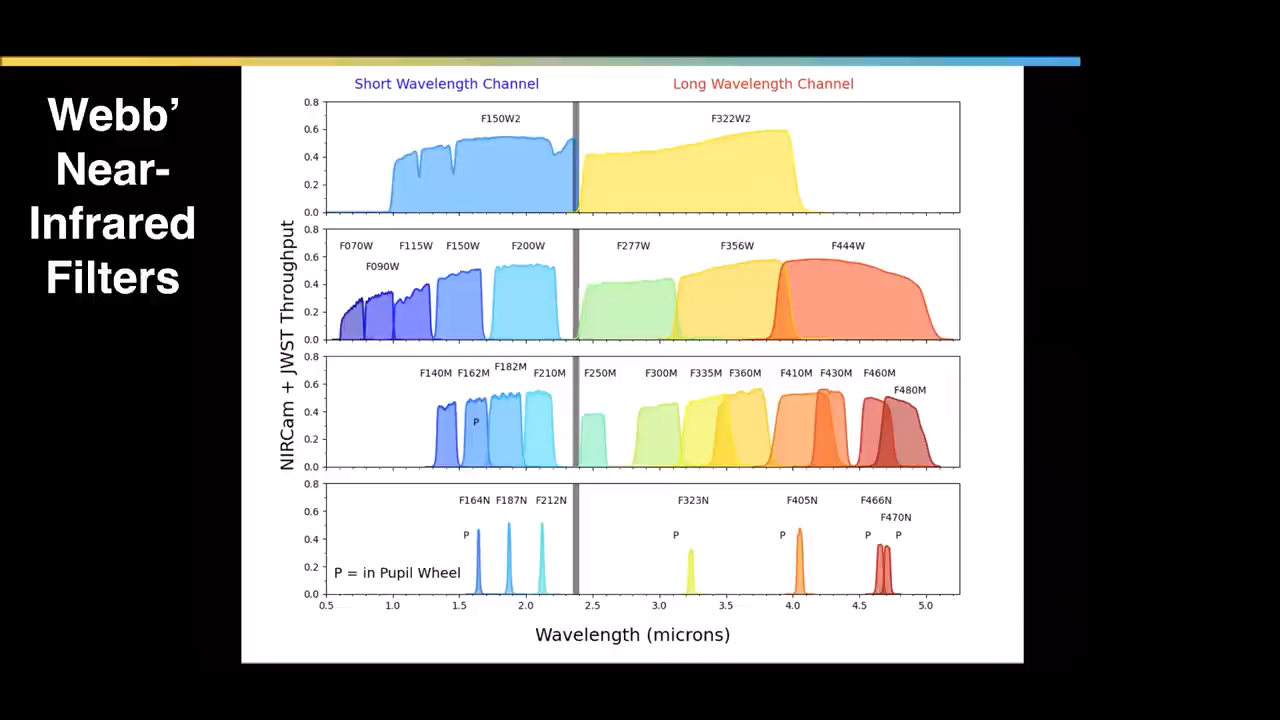 Webb’
Near-
Infrared
Filters
Short Wavelength Channel
Long Wavelength Channel
NIRCam + JWST Throughput
0.8
0.6
0.4
0.2
0.0
F150W2
F322W2
0.8
0.6
0.4
0.2
0.0
F070W
F115W
F150W
F200W
F277W
F356W
F444W
F090W
0.8
0.6
0.4
0.2
0.0
F140M
F162M
F182M
F210M
F250M
F300M
F335M
F360M
F410M
F430M
F460M
F480M
P
0.8
0.6
0.4
0.2
0.0
F164N
F187N
F212N
F323N
F405N
F466N
F470N
P
P
P
P
P
P = in Pupil Wheel
0.5
1.0
1.5
2.0
2.5
3.0
3.5
4.0
4.5
5.0
Wavelength (microns)